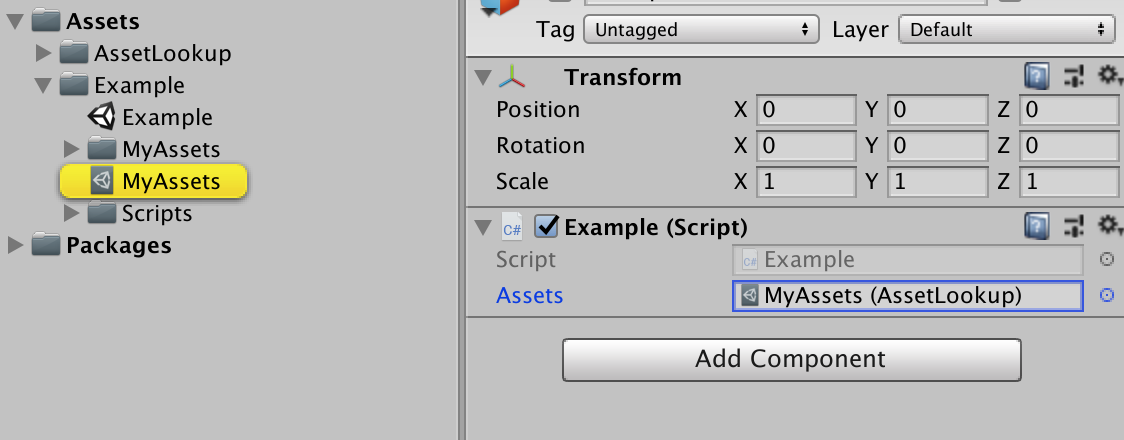 Assets
AssetLookup
Example
Example
MyAssets
MyAssets
Scripts
Packages
Tag Untagged Layer Default
Transform
Position X 0 Y 0 Z 0
Rotation X 0 Y 0 Z 0
Scale X 1 Y 1 Z 1
C# Example (Script)
Script C# Example
Assets MyAssets (AssetLookup)
Add Component